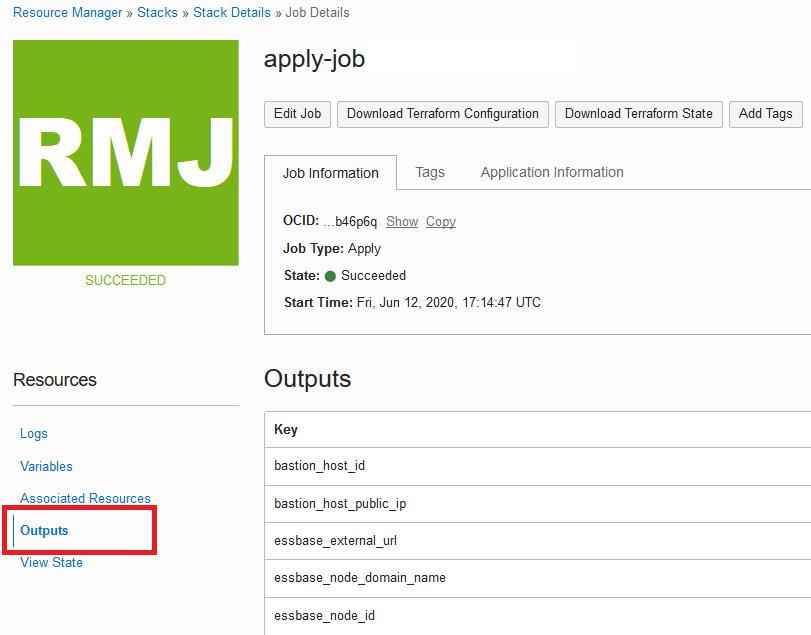 Resource Manager » Stacks » Stack Details » Job Details
RMJ
SUCCEEDED
apply-job
Edit Job
Download Terraform Configuration
Download Terraform State
Add Tags
Job Information
Tags
Application Information
OCID: ...b46p6q Show Copy
Job Type: Apply
State: Succeeded
Start Time: Fri, Jun 12, 2020, 17:14:47 UTC
Resources
Logs
Variables
Associated Resources
Outputs
View State
Outputs
Key
bastion_host_id
bastion_host_public_ip
essbase_external_url
essbase_node_domain_name
essbase_node_id